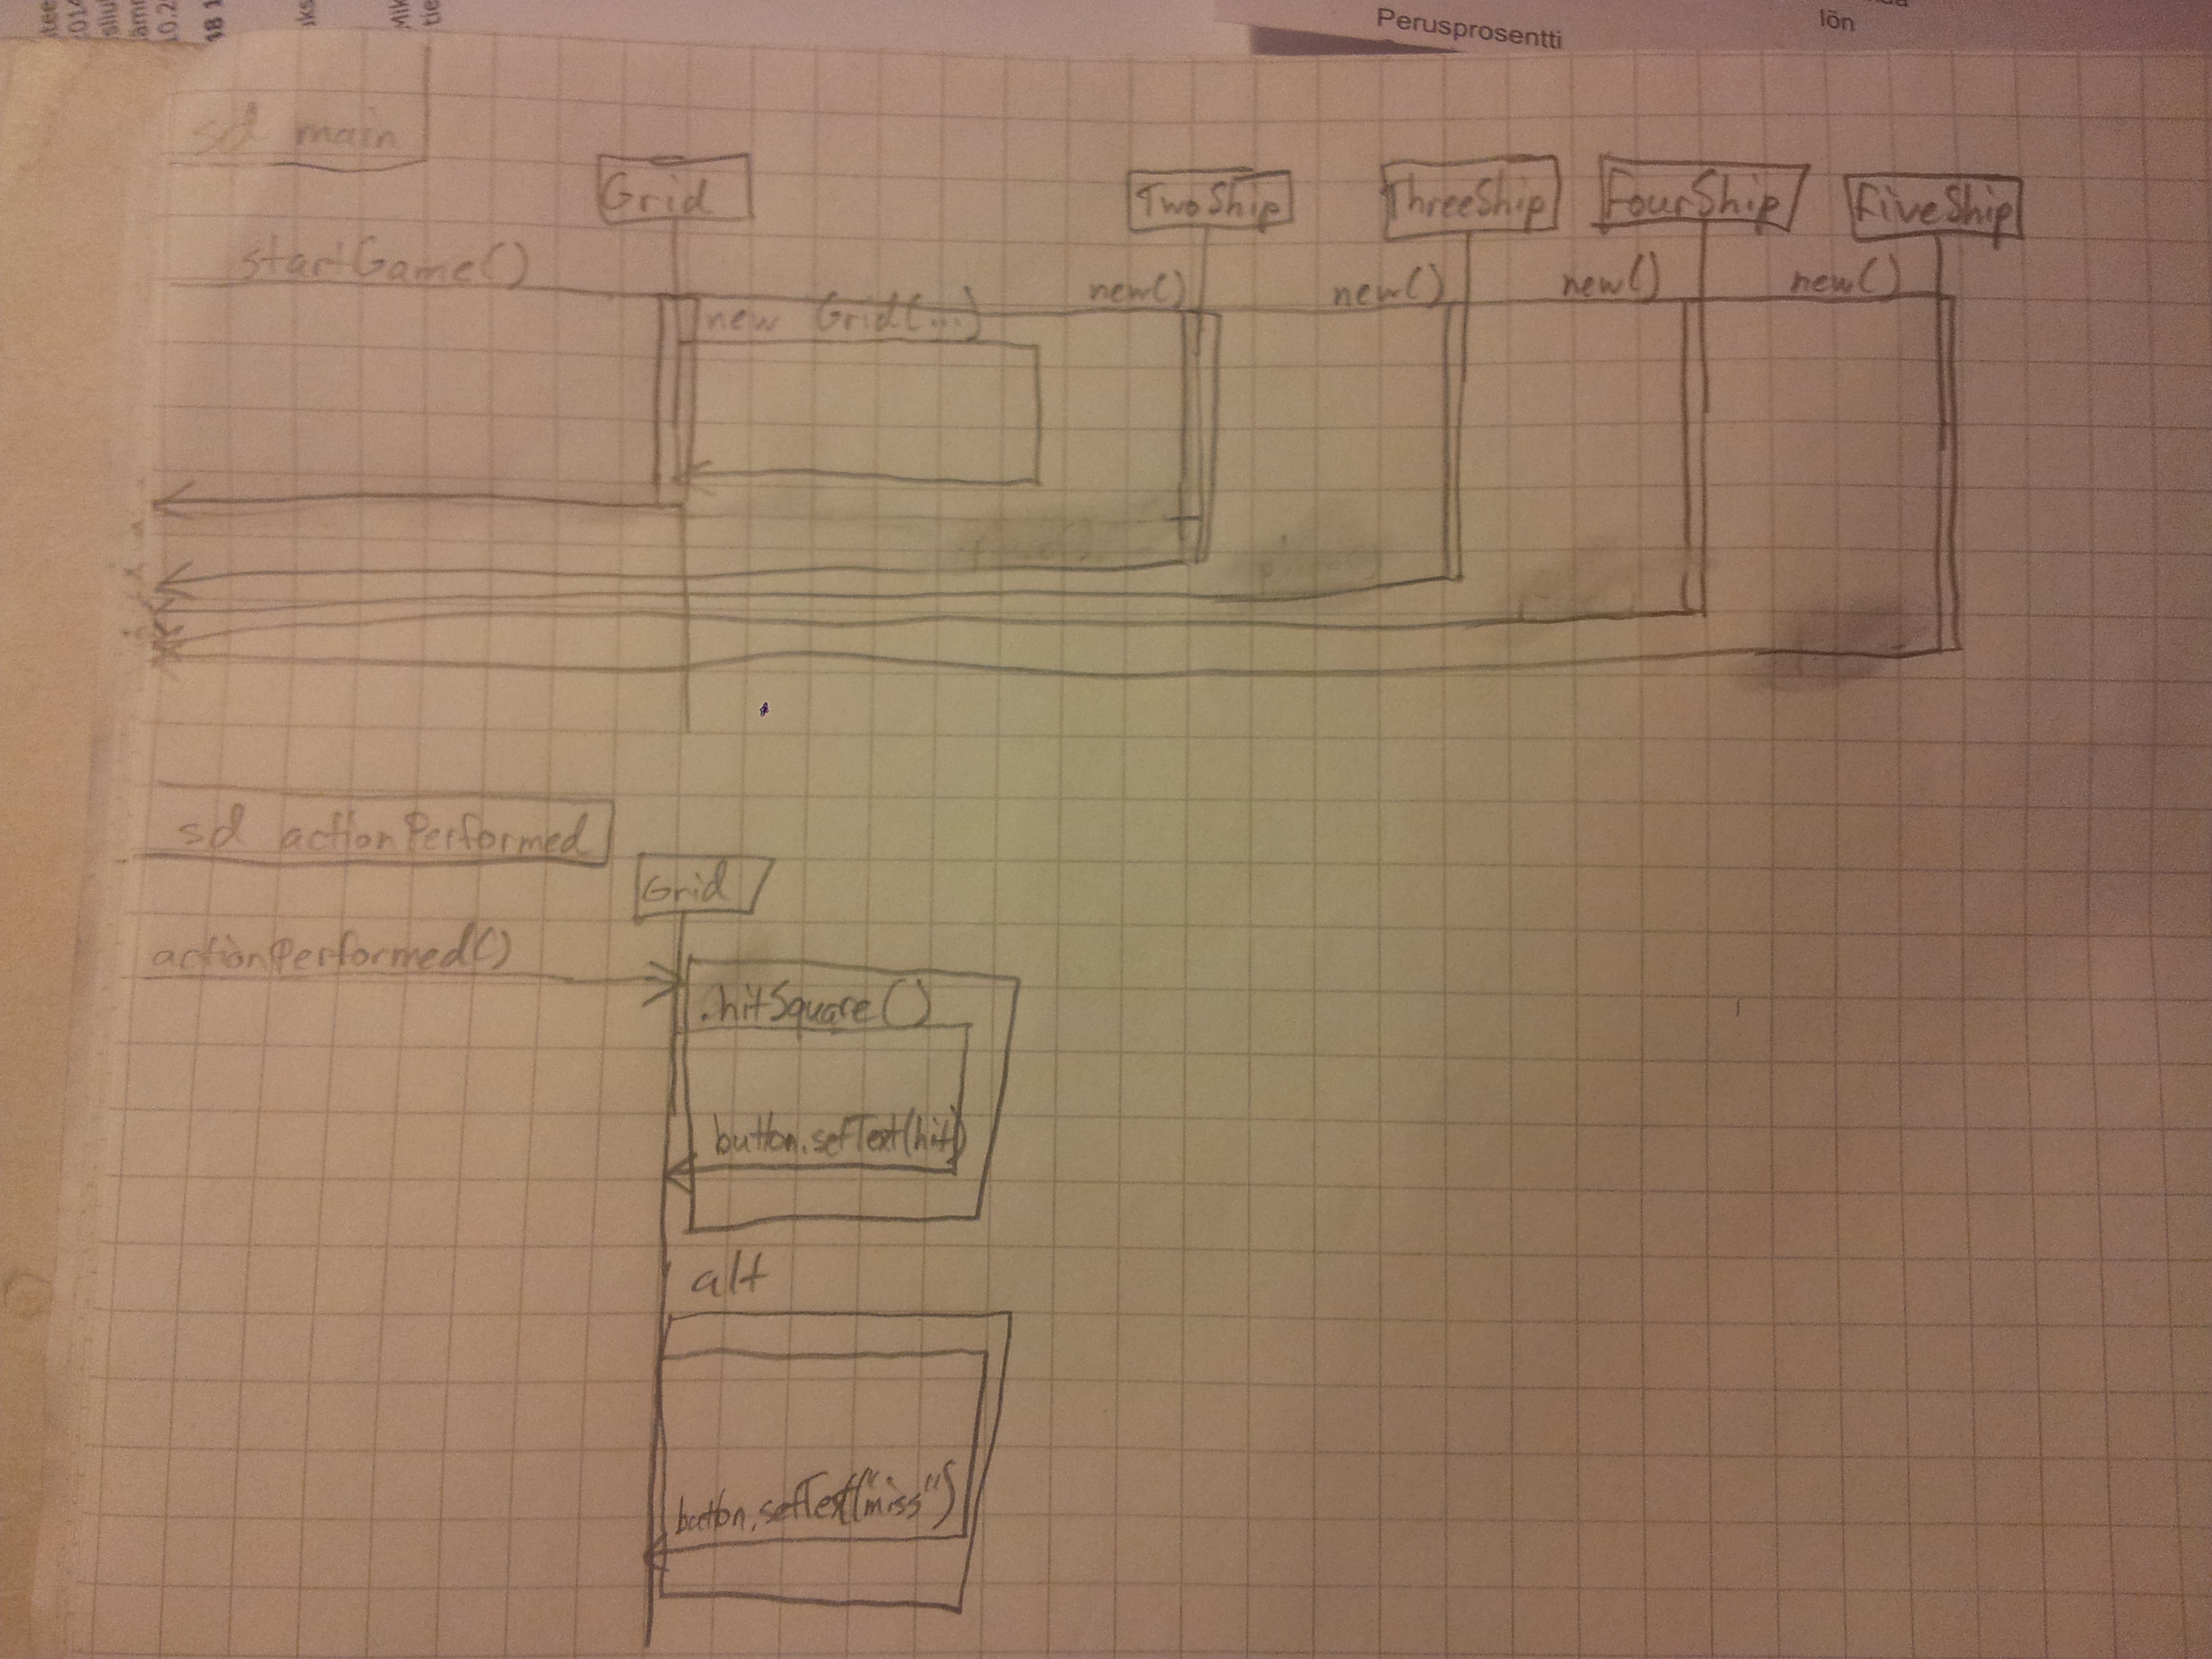 Perusprosentti
lön
sd main
Grid
TwoShip
ThreeShip
FourShip
FiveShip
startGame()
new()
new()
new()
new()
new Grid(...)
sd actionPerformed
Grid
actionPerformed()
.hitSquare()
button.setText(hit)
alt
button.setText("miss")